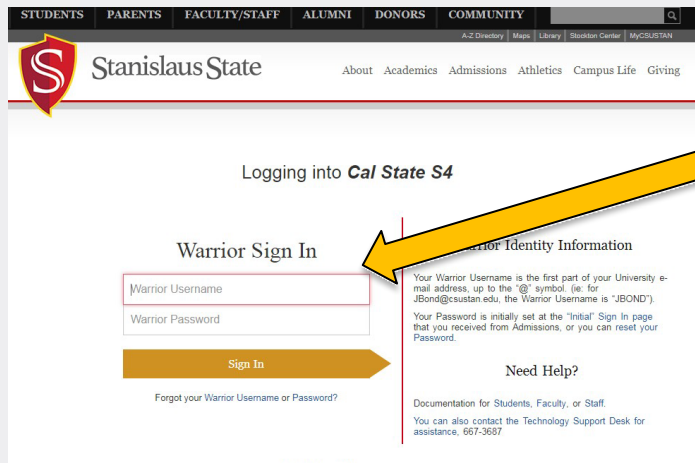 STUDENTS PARENTS FACULTY/STAFF ALUMNI DONORS COMMUNITY
A-Z Directory Maps Library Stockton Center MyCSUSTAN
S
Stanislaus State
About Academics Admissions Athletics Campus Life Giving
Logging into Cal State S4
Warrior Sign In
Warrior Username
Warrior Password
Sign In
Forgot your Warrior Username or Password?
Identity Information
Your Warrior Username is the first part of your University e-
mail address, up to the "@" symbol. (ie: for
JBond@csustan.edu, the Warrior Username is "JBOND").
Your Password is initially set at the "Initial" Sign In page
that you received from Admissions, or you can reset your
Password.
Need Help?
Documentation for Students, Faculty, or Staff.
You can also contact the Technology Support Desk for
assistance, 667-3687